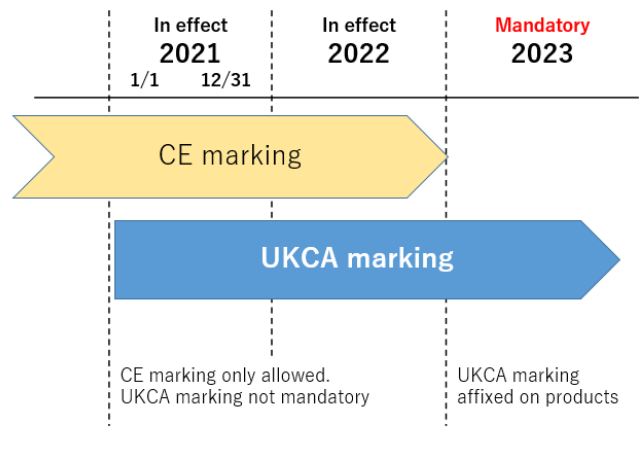 In effect
2021
1/1 12/31
In effect
2022
Mandatory
2023
CE marking
UKCA marking
CE marking only allowed.
UKCA marking not mandatory
UKCA marking
affixed on products